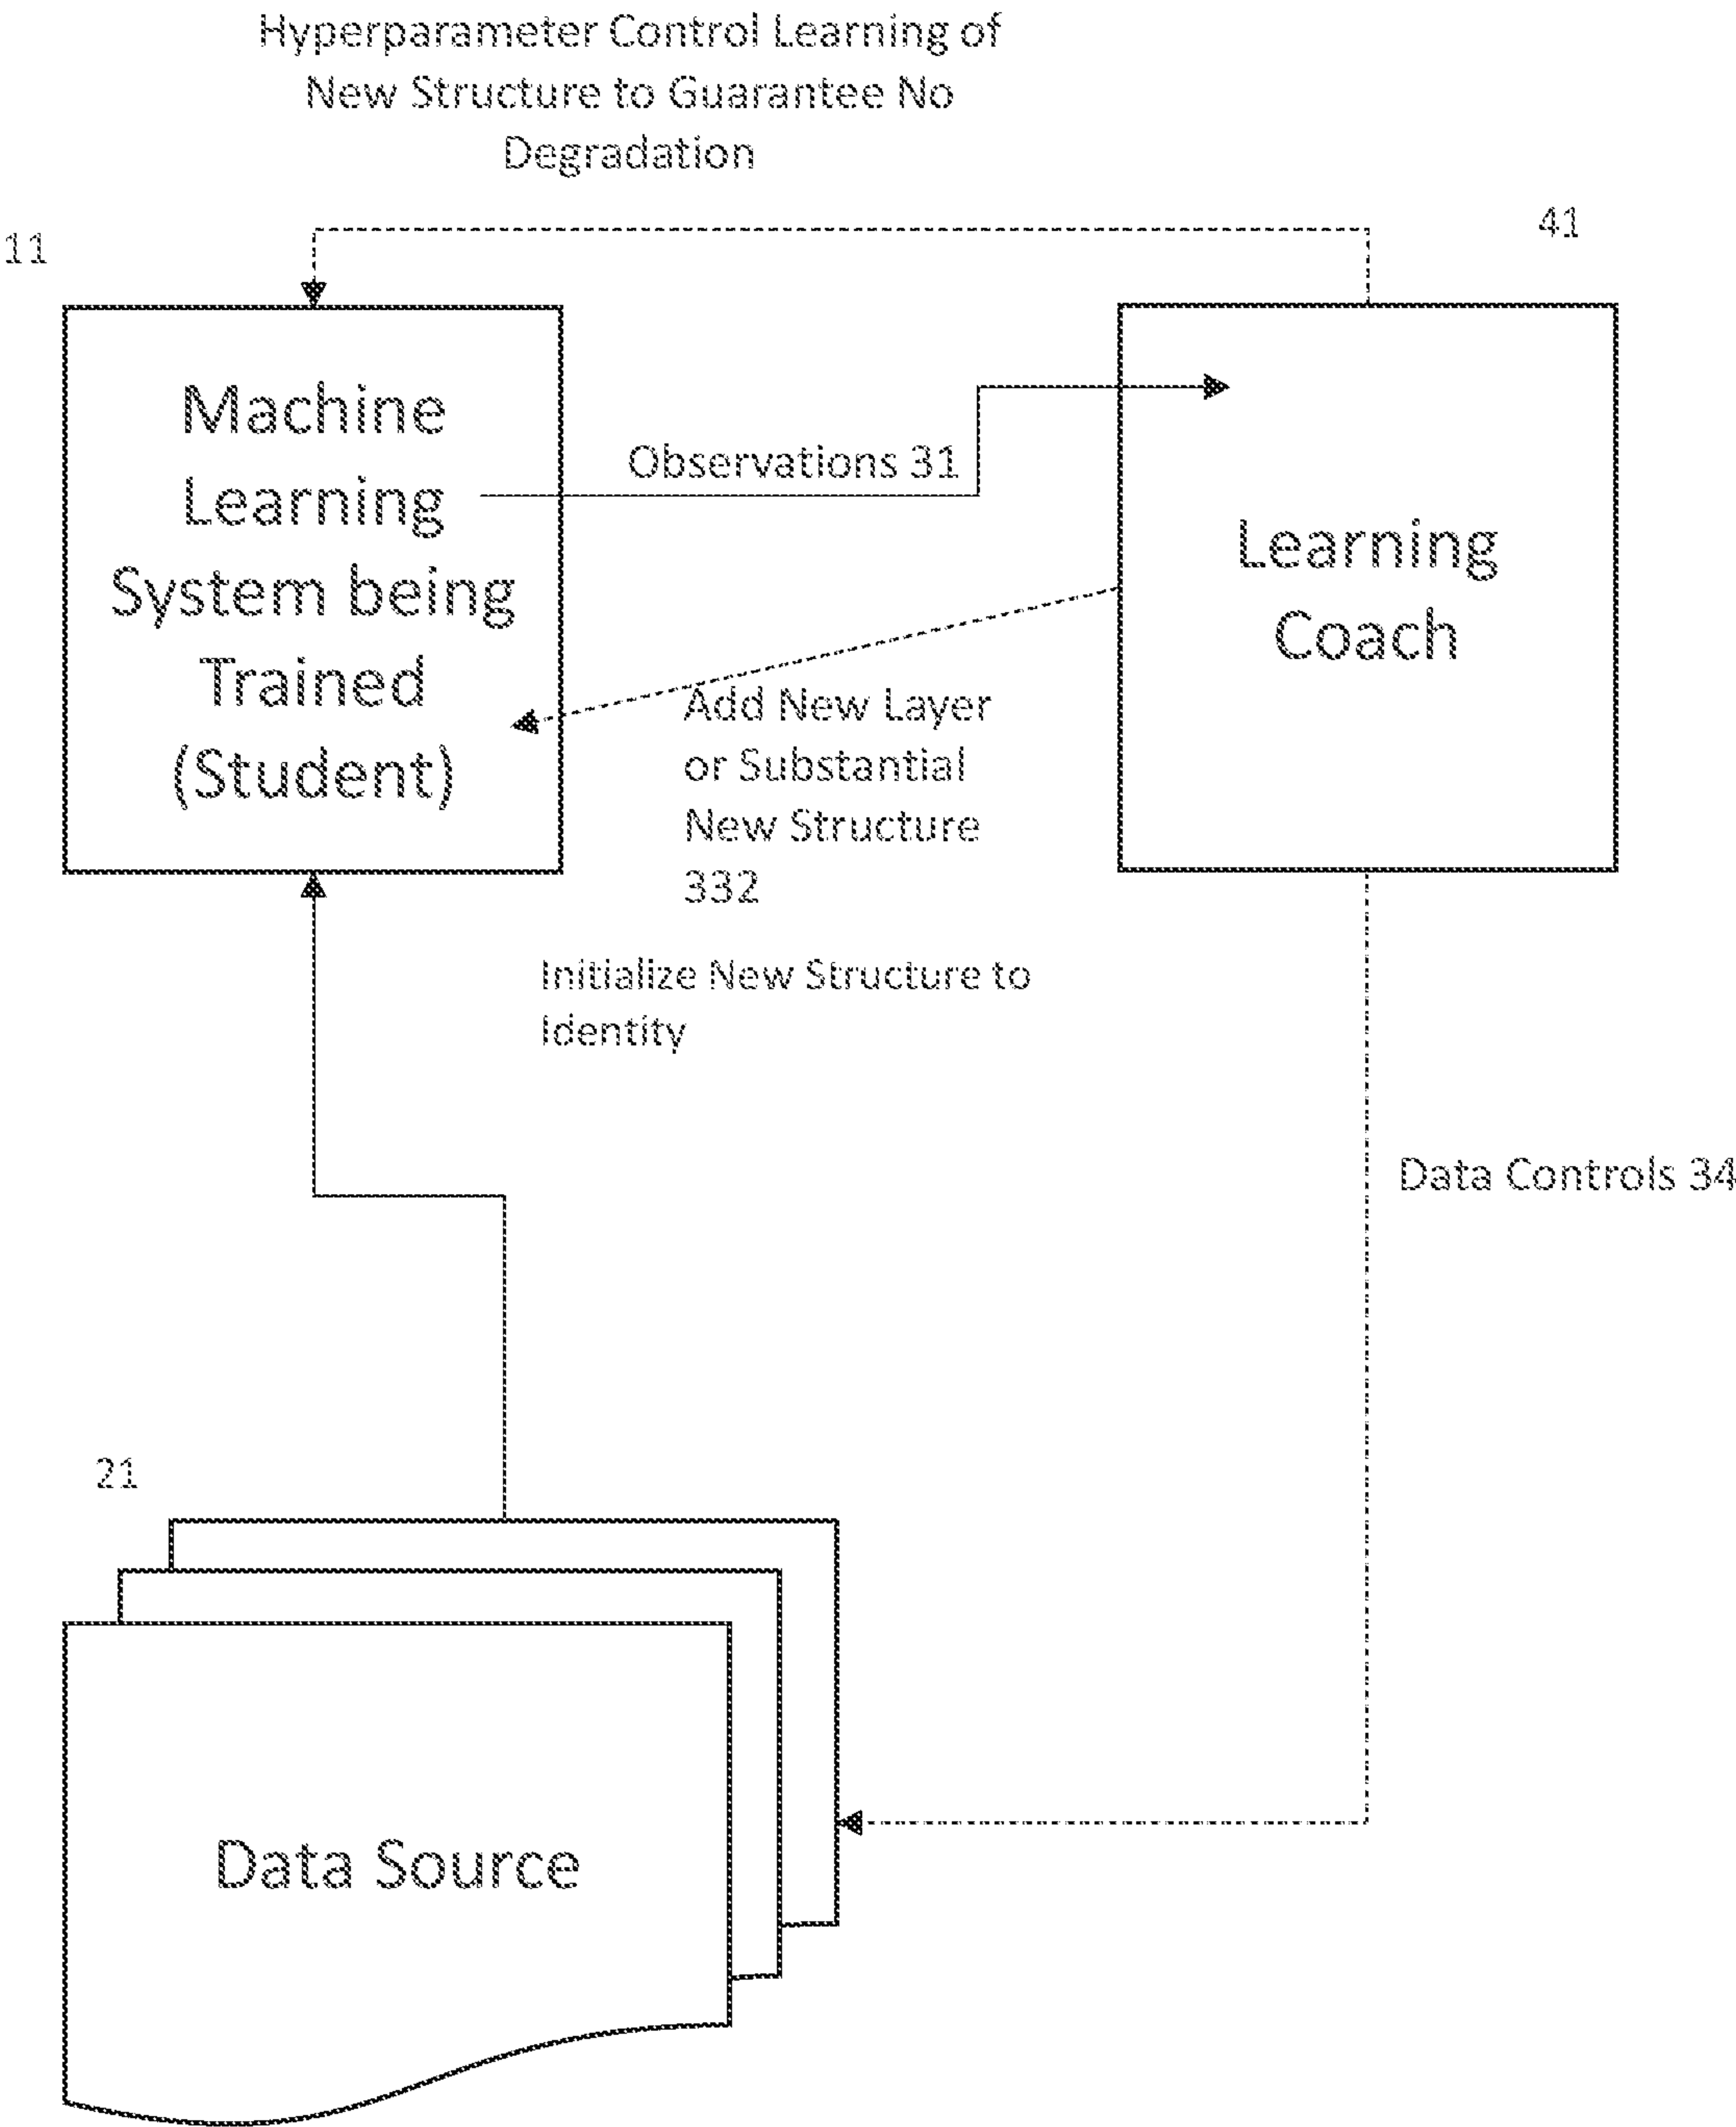 Hyperparameter Control Learning of
New Structure to Guarantee No
Degradation
11
41
Machine
Learning
System being
Trained
(Student)
Observations 31
Learning
Coach
Add New Layer
or Substantial
New Structure
332
Initialize New Structure to
Identity
Data Controls 34
21
Data Source